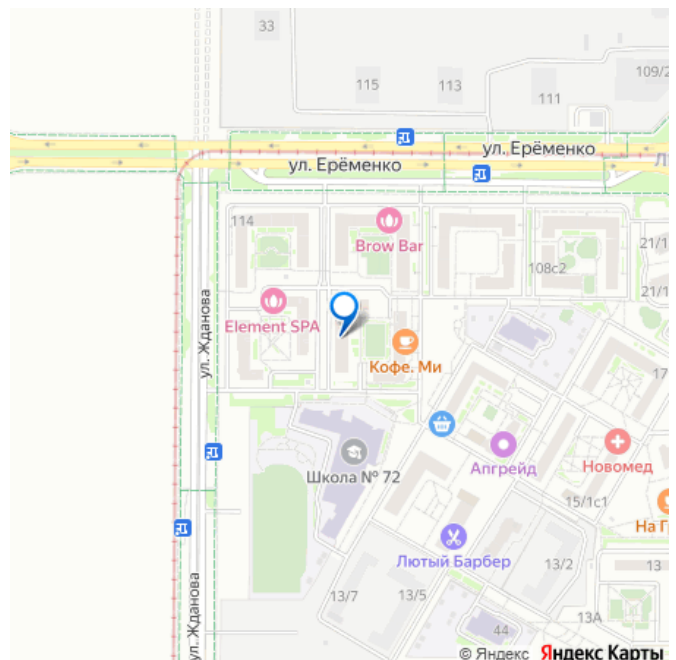 33
115
113
111
109/2
ул. Ерёменко
ул. Ерёменко
114
Brow Bar
108с2
21/1
21/1
Element SPA
ул. Жданова
Кофе. Ми
17
Школа № 72
Апгрейд
Новомед
15/1с1
На Г
Лютый Барбер
13/2
13
13/7
13/5
13А
44
ул. Жданова
© Яндекс Яндекс Карты